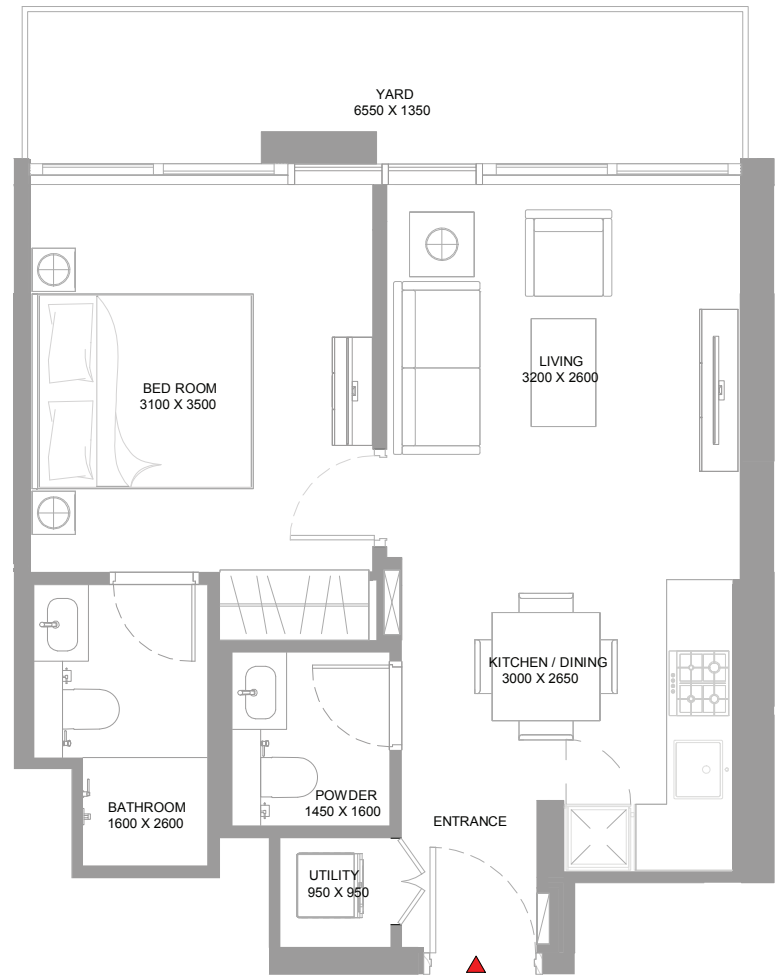 YARD
6550 X 1350
BED ROOM
3100 X 3500
LIVING
3200 X 2600
KITCHEN / DINING
3000 X 2650
BATHROOM
1600 X 2600
POWDER
1450 X 1600
ENTRANCE
UTILITY
950 X 950